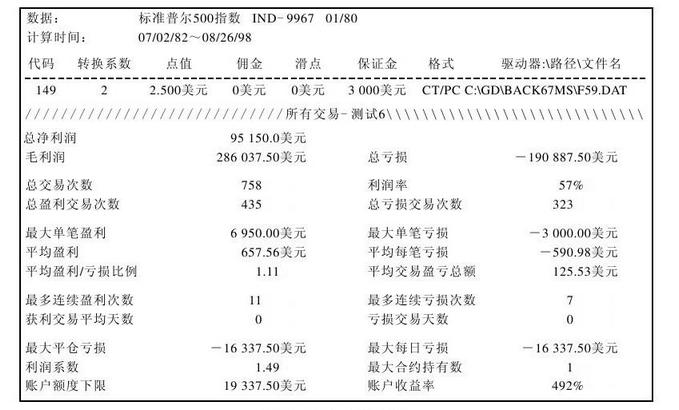 数据： 标准普尔500指数 IND-9967 01/80
计算时间： 07/02/82～08/26/98
代码 转换系数 点值 佣金 滑点 保证金 格式 驱动器:\路径\文件名
149 2 2.500美元 0美元 0美元 3 000美元 CT/PC C:\GD\BACK67MS\F59.DAT
/////////////////////////////所有交易-测试6\\\\\\\\\\\\\\\\\\\\\\\\\\\\\
总净利润 95 150.0美元
毛利润 286 037.50美元 总亏损 －190 887.50美元
总交易次数 758 利润率 57%
总盈利交易次数 435 总亏损交易次数 323
最大单笔盈利 6 950.00美元 最大单笔亏损 －3 000.00美元
平均盈利 657.56美元 平均每笔亏损 －590.98美元
平均盈利/亏损比例 1.11 平均交易盈亏总额 125.53美元
最多连续盈利次数 11 最多连续亏损次数 7
获利交易平均天数 0 亏损交易天数 0
最大平仓亏损 －16 337.50美元 最大每日亏损 －16 337.50美元
利润系数 1.49 最大合约持有数 1
账户额度下限 19 337.50美元 账户收益率 492%